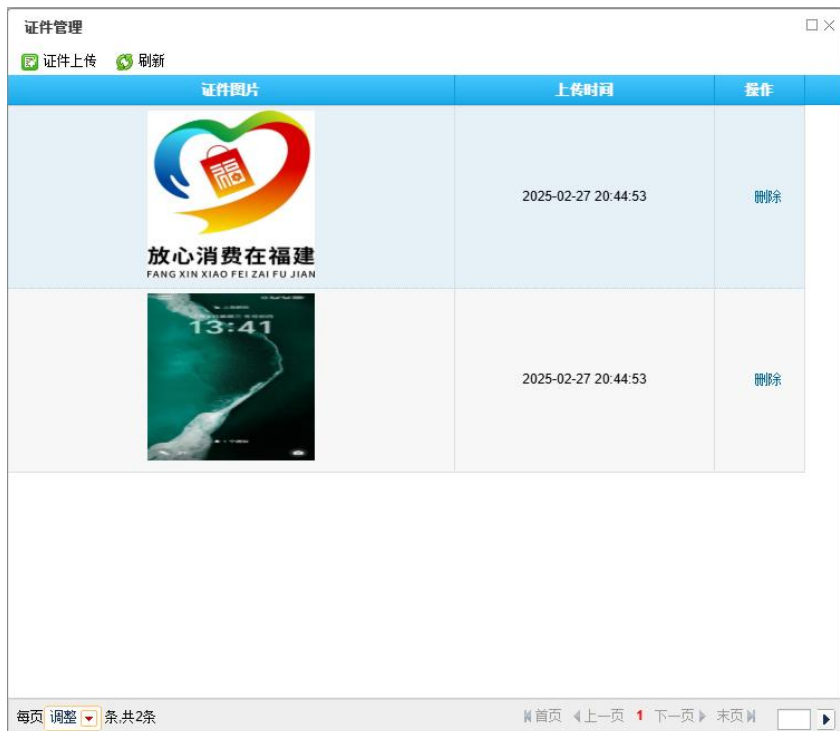 证件管理
证件上传 刷新
证件图片 上传时间 操作
福
放心消费在福建
FANG XIN XIAO FEI ZAI FU JIAN
2025-02-27 20:44:53 删除
13:41
2025-02-27 20:44:53 删除
每页 调整 条,共2条 首页 上一页 1 下一页 末页